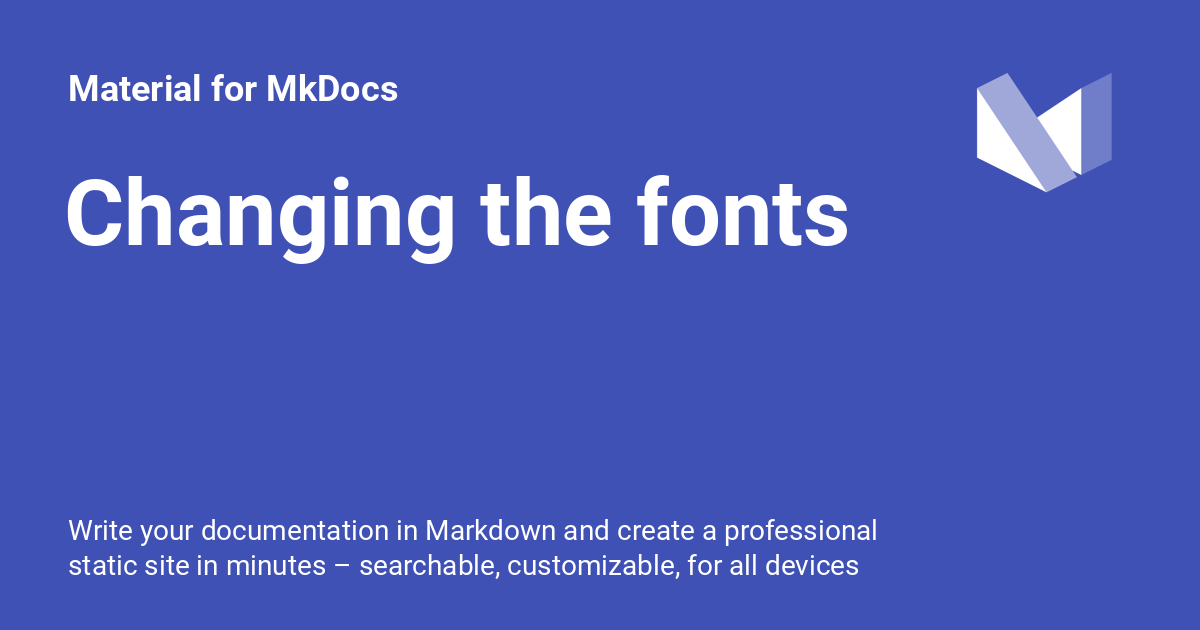 Material for MkDocs
Changing the fonts
Write your documentation in Markdown and create a professional
static site in minutes – searchable, customizable, for all devices